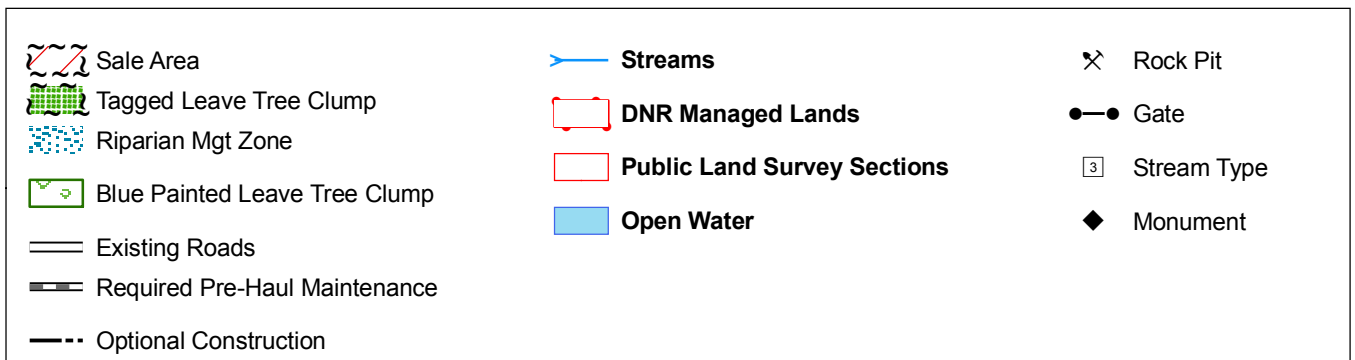 Sale Area
Tagged Leave Tree Clump
Riparian Mgt Zone
Blue Painted Leave Tree Clump
Existing Roads
Required Pre-Haul Maintenance
Optional Construction
Streams
DNR Managed Lands
Public Land Survey Sections
Open Water
Rock Pit
Gate
3 Stream Type
Monument